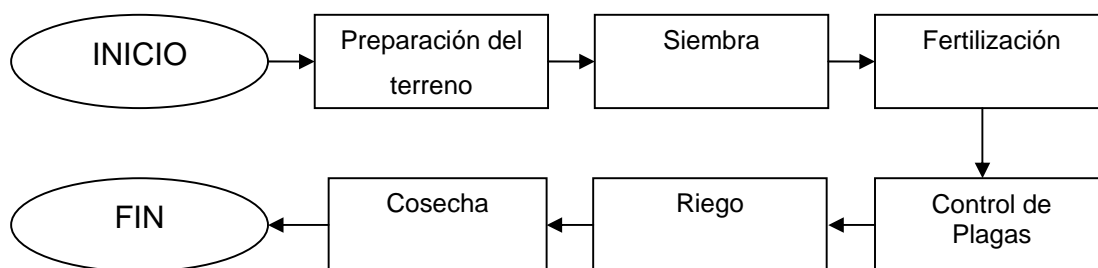 INICIO
Preparación del
terreno
Siembra
Fertilización
Control de
Plagas
Riego
Cosecha
FIN